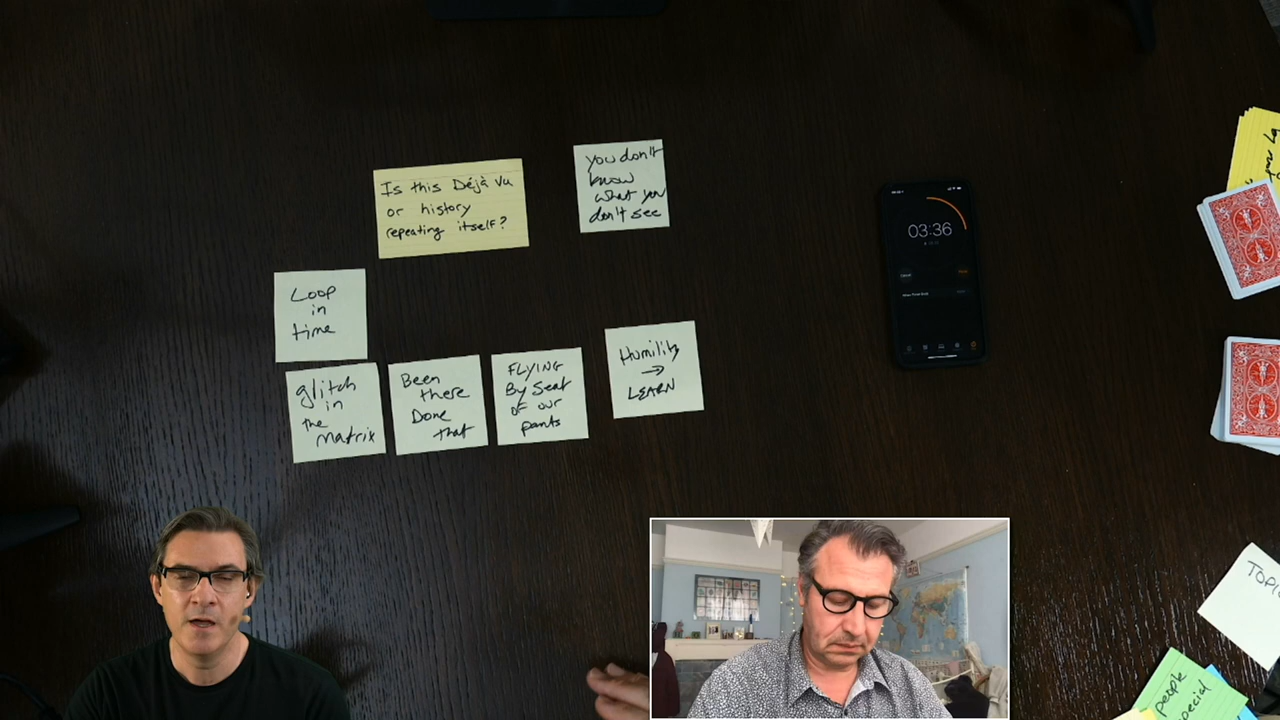 Is this Déjà Vu
or history
repeating itself?
you don't
know
what you
don't see
Loop
in
time
glitch
in
the
Matrix
Been
there
Done
that
FLYING
By Seat
OF our
pants
Humility
→
LEARN
03:36
people